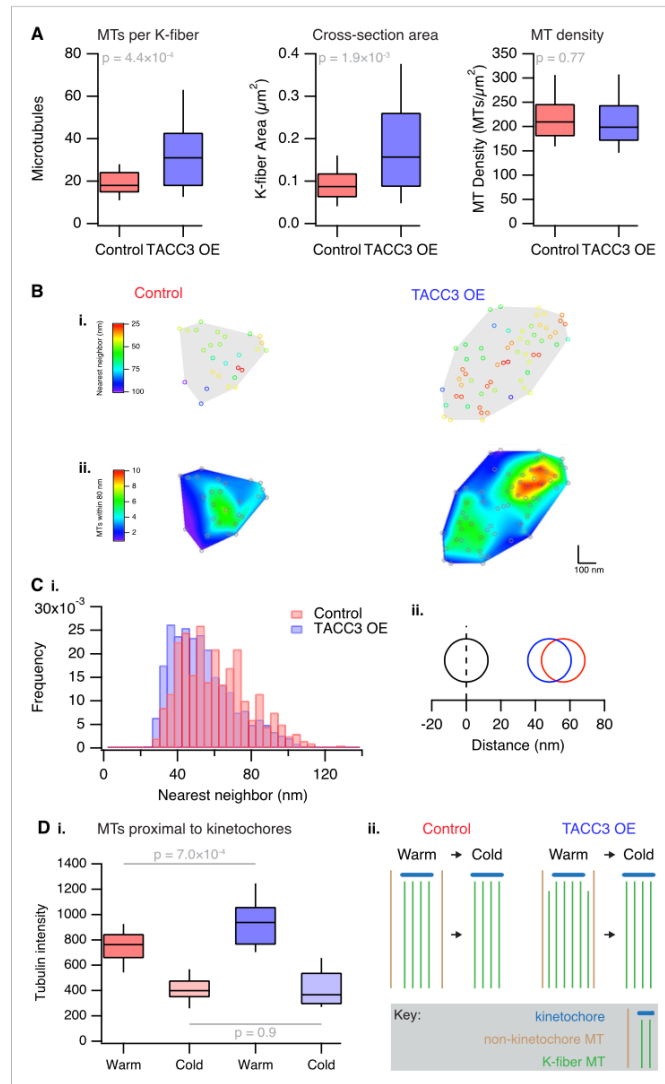 A
MTs per K-fiber
p = 4.4×10⁻⁴
Microtubules
80
60
40
20
0
Control TACC3 OE
Cross-section area
p = 1.9×10⁻³
K-fiber Area (µm²)
0.4
0.3
0.2
0.1
0.0
Control TACC3 OE
MT density
p = 0.77
MT Density (MTs/µm²)
350
300
250
200
150
100
50
0
Control TACC3 OE
B
Control
TACC3 OE
i.
Nearest neighbor (nm)
25
50
75
100
ii.
MTs within 80 nm
10
8
6
4
2
100 nm
C i.
30×10⁻³
25
20
15
10
5
0
Frequency
Control
TACC3 OE
0
40
80
120
Nearest neighbor (nm)
ii.
-20 0 20 40 60 80 100
Distance (nm)
D i.
MTs proximal to kinetochores
p = 7.0×10⁻⁴
Tubulin intensity
1400
1200
1000
800
600
400
200
0
p = 0.9
Warm Cold Warm Cold
ii.
Control
TACC3 OE
Warm → Cold
Warm → Cold
Key:
kinetochore
non-kinetochore MT
K-fiber MT